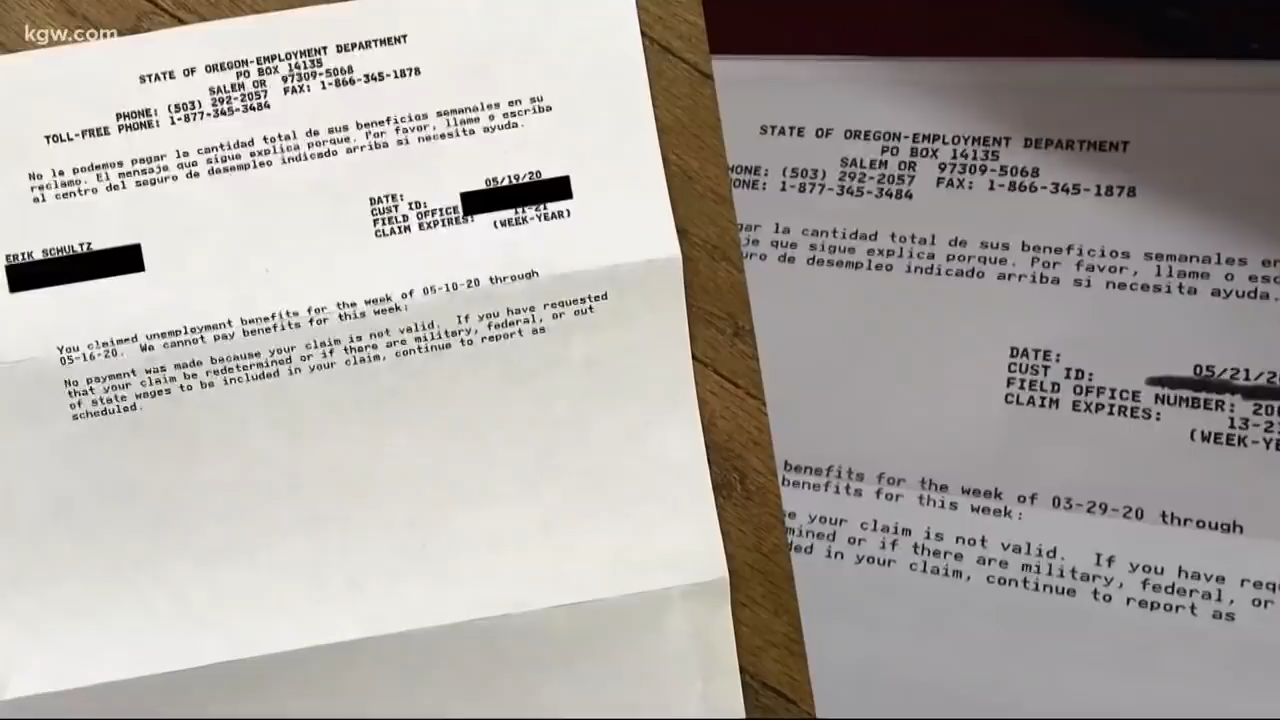 kgw.com
STATE OF OREGON-EMPLOYMENT DEPARTMENT
PO BOX 14135
SALEM OR 97309-5068
PHONE: (503) 292-2057 FAX: 1-866-345-1878
TOLL-FREE PHONE: 1-877-345-3484
No le podemos pagar la cantidad total de sus beneficios semanales en su
reclamo. El mensaje que sigue explica porque. Por favor, llame o escriba
al centro del seguro de desempleo indicado arriba si necesita ayuda.
DATE: 05/19/20
CUST ID:
FIELD OFFICE
CLAIM EXPIRES: 11-21
(WEEK-YEAR)
ERIK SCHULTZ
You claimed unemployment benefits for the week of 05-10-20 through
05-16-20. We cannot pay benefits for this week:
No payment was made because your claim is not valid. If you have requested
that your claim be redetermined or if there are military, federal, or out
of state wages to be included in your claim, continue to report as
scheduled.
STATE OF OREGON-EMPLOYMENT DEPARTMENT
PO BOX 14135
SALEM OR 97309-5068
HONE: (503) 292-2057 FAX: 1-866-345-1878
HONE: 1-877-345-3484
gar la cantidad total de sus beneficios semanales en
je que sigue explica porque. Por favor, llame o esc
uro de desempleo indicado arriba si necesita ayuda.
DATE: 05/21/20
CUST ID:
FIELD OFFICE NUMBER: 200
CLAIM EXPIRES: 13-21
(WEEK-YE
benefits for the week of 03-29-20 through
benefits for this week:
se your claim is not valid. If you have requ
mined or if there are military, federal, or
ded in your claim, continue to report as